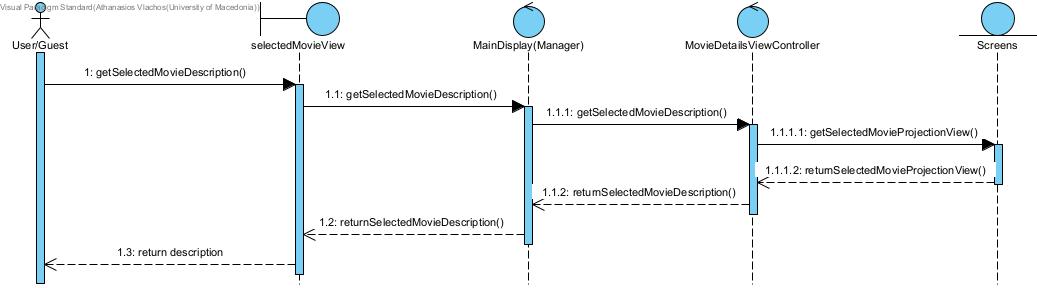 Visual Paradigm Standard(Athanasios Vlachos(University of Macedonia))
User/Guest
selectedMovieView
MainDisplay(Manager)
MovieDetailsViewController
Screens
1: getSelectedMovieDescription()
1.1: getSelectedMovieDescription()
1.1.1: getSelectedMovieDescription()
1.1.1.1: getSelectedMovieProjectionView()
1.1.1.2: returnSelectedMovieProjectionView()
1.1.2: returnSelectedMovieDescription()
1.2: returnSelectedMovieDescription()
1.3: return description